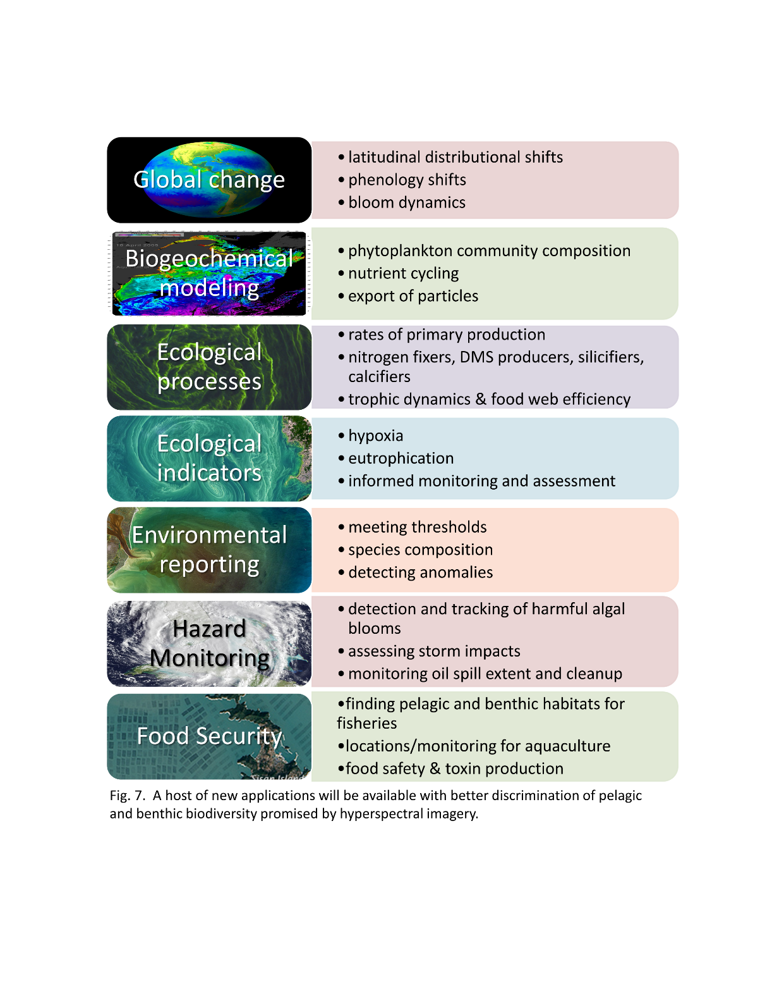 Global change
• latitudinal distributional shifts
• phenology shifts
• bloom dynamics
18 April 2005
Biogeochemical
modeling
• phytoplankton community composition
• nutrient cycling
• export of particles
Ecological
processes
• rates of primary production
• nitrogen fixers, DMS producers, silicifiers,
calcifiers
• trophic dynamics & food web efficiency
Ecological
indicators
• hypoxia
• eutrophication
• informed monitoring and assessment
Environmental
reporting
• meeting thresholds
• species composition
• detecting anomalies
Hazard
Monitoring
• detection and tracking of harmful algal
blooms
• assessing storm impacts
• monitoring oil spill extent and cleanup
Food Security
Sisan Island
•finding pelagic and benthic habitats for
fisheries
•locations/monitoring for aquaculture
•food safety & toxin production
Fig. 7. A host of new applications will be available with better discrimination of pelagic
and benthic biodiversity promised by hyperspectral imagery.